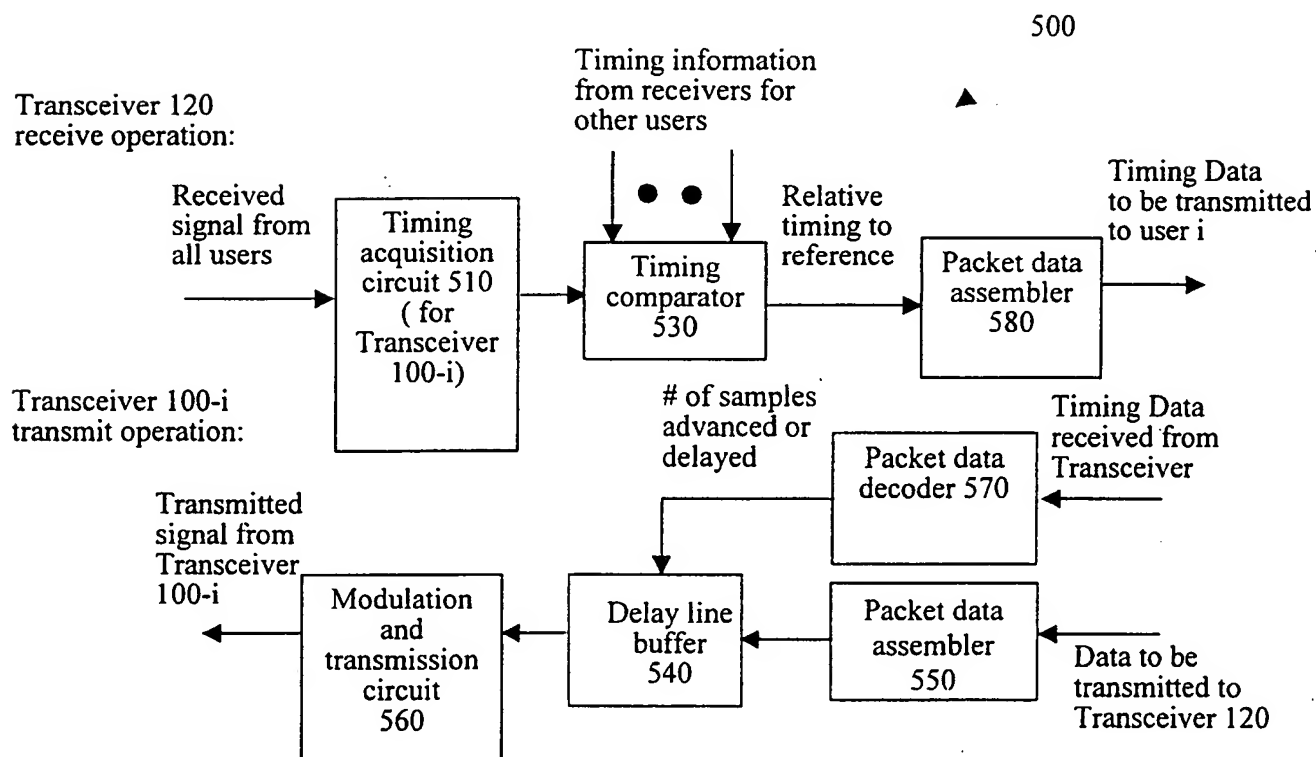 500
Timing information
from receivers for
other users
Transceiver 120
receive operation:
Received
signal from
all users
Timing
acquisition
circuit 510
( for
Transceiver
100-i)
Timing
comparator
530
Relative
timing to
reference
Packet data
assembler
580
Timing Data
to be transmitted
to user i
Transceiver 100-i
transmit operation:
# of samples
advanced or
delayed
Packet data
decoder 570
Timing Data
received from
Transceiver
Transmitted
signal from
Transceiver
100-i
Modulation
and
transmission
circuit
560
Delay line
buffer
540
Packet data
assembler
550
Data to be
transmitted to
Transceiver 120